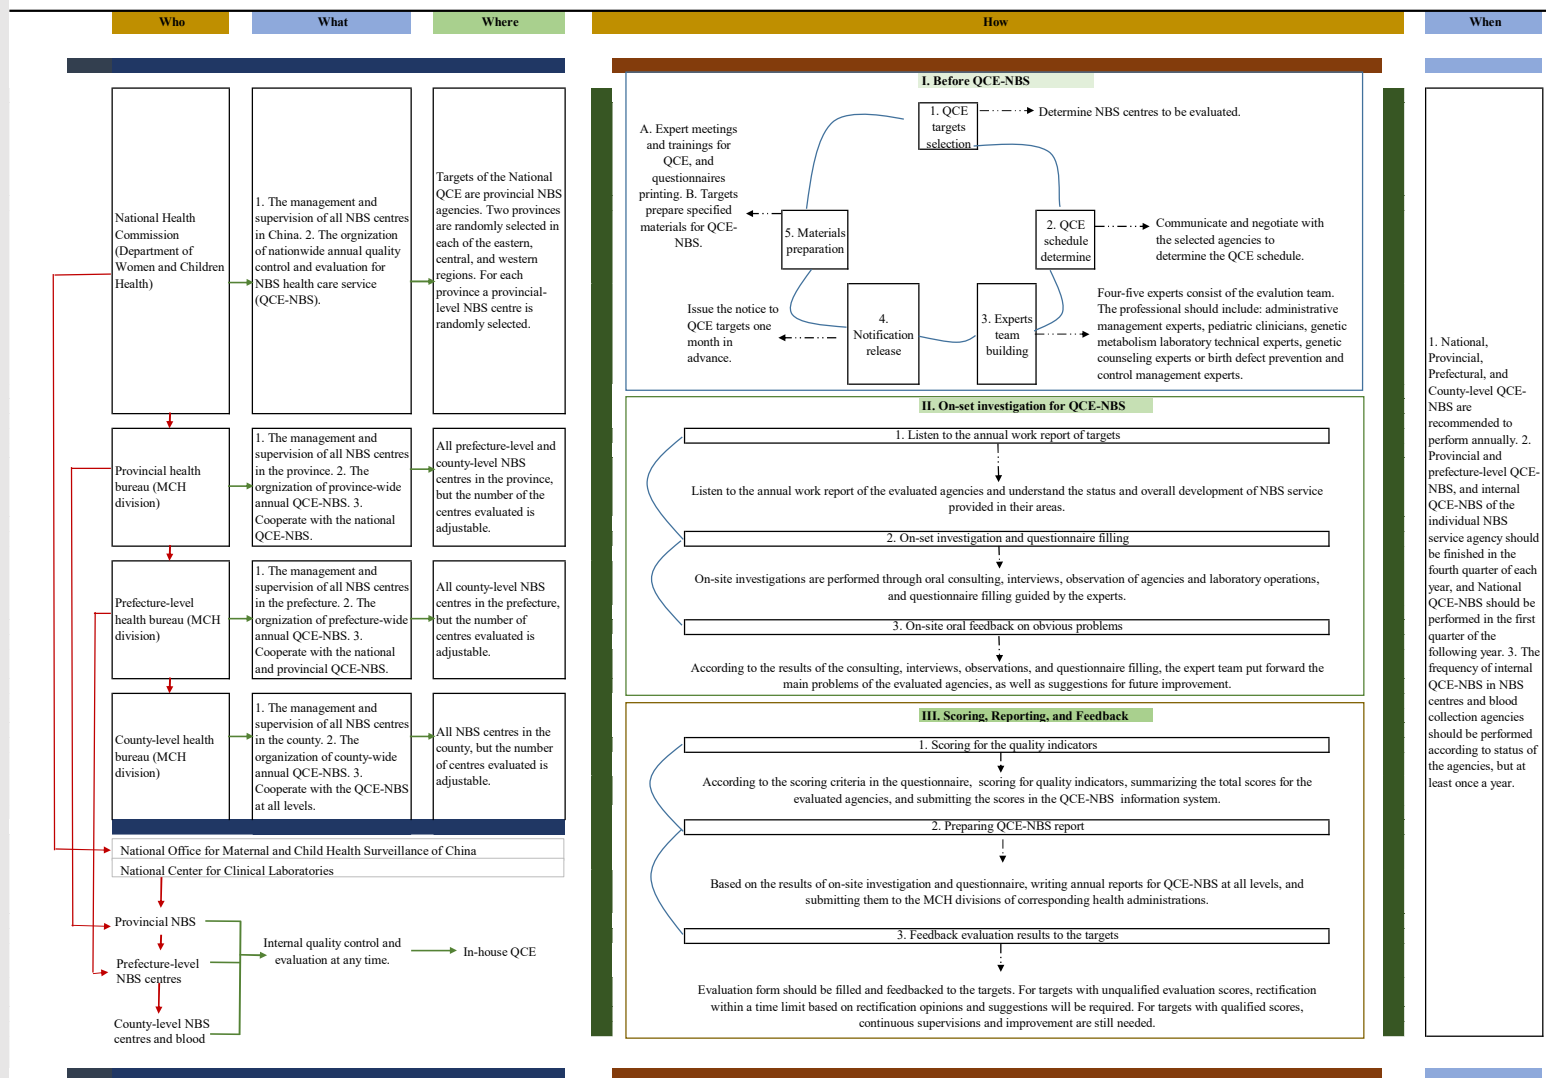 Who
What
Where
How
When
National Health
Commission
(Department of
Women and Children
Health)
1. The management and
supervision of all NBS centres
in China. 2. The orgnization
of nationwide annual quality
control and evaluation for
NBS health care service
(QCE-NBS).
Targets of the National
QCE are provincial NBS
agencies. Two provinces
are randomly selected in
each of the eastern,
central, and western
regions. For each
province a provincial-
level NBS centre is
randomly selected.
Provincial health
bureau (MCH
division)
1. The management and
supervision of all NBS centres
in the province. 2. The
orgnization of province-wide
annual QCE-NBS. 3.
Cooperate with the national
QCE-NBS.
All prefecture-level and
county-level NBS
centres in the province,
but the number of the
centres evaluated is
adjustable.
Prefecture-level
health bureau (MCH
division)
1. The management and
supervision of all NBS centres
in the prefecture. 2. The
orgnization of prefecture-wide
annual QCE-NBS. 3.
Cooperate with the national
and provincial QCE-NBS.
All county-level NBS
centres in the prefecture,
but the number of
centres evaluated is
adjustable.
County-level health
bureau (MCH
division)
1. The management and
supervision of all NBS centres
in the county. 2. The
organization of county-wide
annual QCE-NBS. 3.
Cooperate with the QCE-NBS
at all levels.
All NBS centres in the
county, but the number
of centres evaluated is
adjustable.
National Office for Maternal and Child Health Surveillance of China
National Center for Clinical Laboratories
Provincial NBS
Prefecture-level
NBS centres
County-level NBS
centres and blood
Internal quality control and
evaluation at any time.
In-house QCE
I. Before QCE-NBS
1. QCE
targets
selection
Determine NBS centres to be evaluated.
2. QCE
schedule
determine
Communicate and negotiate with
the selected agencies to
determine the QCE schedule.
3. Experts
team
building
Four-five experts consist of the evalution team.
The professional should include: administrative
management experts, pediatric clinicians, genetic
metabolism laboratory technical experts, genetic
counseling experts or birth defect prevention and
control management experts.
4.
Notification
release
Issue the notice to
QCE targets one
month in
advance.
5. Materials
preparation
A. Expert meetings
and trainings for
QCE, and
questionnaires
printing. B. Targets
prepare specified
materials for QCE-
NBS.
II. On-set investigation for QCE-NBS
1. Listen to the annual work report of targets
Listen to the annual work report of the evaluated agencies and understand the status and overall development of NBS service
provided in their areas.
2. On-set investigation and questionnaire filling
On-site investigations are performed through oral consulting, interviews, observation of agencies and laboratory operations,
and questionnaire filling guided by the experts.
3. On-site oral feedback on obvious problems
According to the results of the consulting, interviews, observations, and questionnaire filling, the expert team put forward the
main problems of the evaluated agencies, as well as suggestions for future improvement.
III. Scoring, Reporting, and Feedback
1. Scoring for the quality indicators
According to the scoring criteria in the questionnaire, scoring for quality indicators, summarizing the total scores for the
evaluated agencies, and submitting the scores in the QCE-NBS information system.
2. Preparing QCE-NBS report
Based on the results of on-site investigation and questionnaire, writing annual reports for QCE-NBS at all levels, and
submitting them to the MCH divisions of corresponding health administrations.
3. Feedback evaluation results to the targets
Evaluation form should be filled and feedbacked to the targets. For targets with unqualified evaluation scores, rectification
within a time limit based on rectification opinions and suggestions will be required. For targets with qualified scores,
continuous supervisions and improvement are still needed.
1. National,
Provincial,
Prefectural, and
County-level QCE-
NBS are
recommended to
perform annually. 2.
Provincial and
prefecture-level QCE-
NBS, and internal
QCE-NBS of the
individual NBS
service agency should
be finished in the
fourth quarter of each
year, and National
QCE-NBS should be
performed in the first
quarter of the
following year. 3. The
frequency of internal
QCE-NBS in NBS
centres and blood
collection agencies
should be performed
according to status of
the agencies, but at
least once a year.